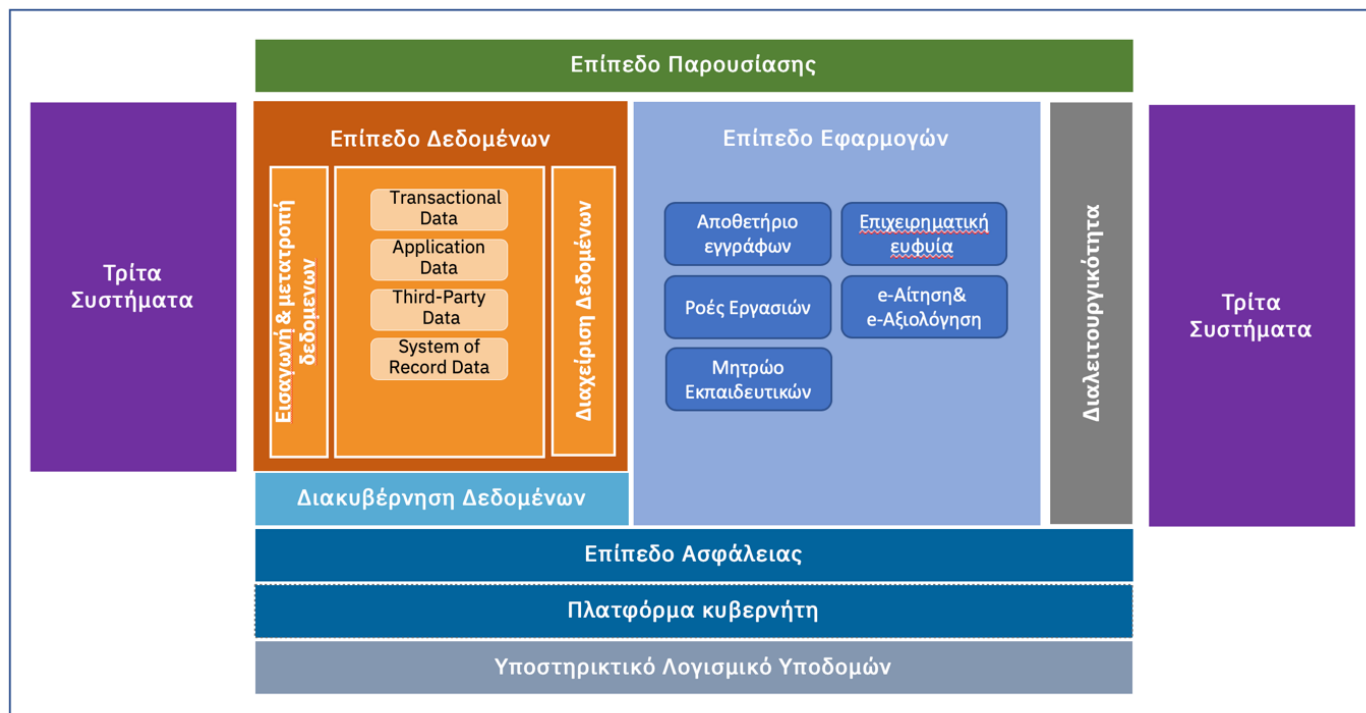 Επίπεδο Παρουσίασης
Τρίτα
Συστήματα
Επίπεδο Δεδομένων
Εισαγωγή & μετατροπή
δεδομένων
Transactional
Data
Application
Data
Third-Party
Data
System of
Record Data
Διαχείριση Δεδομένων
Διακυβέρνηση Δεδομένων
Επίπεδο Εφαρμογών
Αποθετήριο
εγγράφων
Επιχειρηματική
ευφυία
Ροές Εργασιών
e-Αίτηση&
e-Αξιολόγηση
Μητρώο
Εκπαιδευτικών
Διαλειτουργικότητα
Τρίτα
Συστήματα
Επίπεδο Ασφάλειας
Πλατφόρμα κυβερνήτη
Υποστηρικτικό Λογισμικό Υποδομών